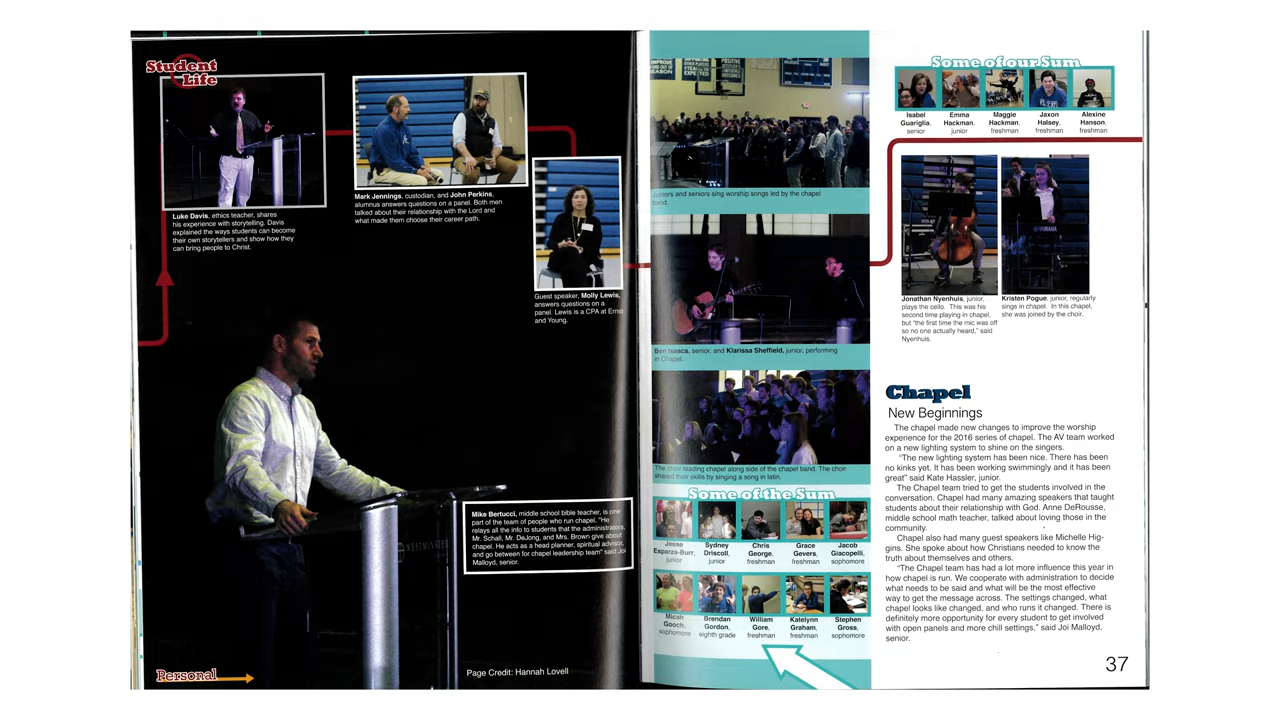 Student
Life
Luke Davis, ethics teacher, shares
his experience with storytelling. Davis
explained the ways students can become
their own storytellers and show how they
can bring people to Christ.
Mark Jennings, custodian, and John Perkins,
alumnus answers questions on a panel. Both men
talked about their relationship with the Lord and
what made them choose their career path.
Guest speaker, Molly Lewis,
answers questions on a
panel. Lewis is a CPA at Ernst
and Young.
WESTMINSTER
Mike Bertucci, middle school bible teacher, is one
part of the team of people who run chapel. "He
relays all the info to students that the administrators,
Mr. Schall, Mr. DeJong, and Mrs. Brown give about
chapel. He acts as a head planner, spiritual advisor,
and go between for chapel leadership team" said Joi
Malloyd, senior.
Personal
Page Credit: Hannah Lovell
Juniors and seniors sing worship songs led by the chapel
band.
Ben Isaacs, senior, and Klarissa Sheffield, junior, performing
in Chapel.
The choir leading chapel along side of the chapel band. The choir
shared their skills by singing a song in latin.
Some of the Sum
Jesse
Esparza-Burr,
junior
Sydney
Driscoll,
junior
Chris
George,
freshman
Grace
Gevers,
freshman
Jacob
Giacopelli,
sophomore
Micah
Gooch,
sophomore
Brendan
Gordon,
eighth grade
William
Gore,
freshman
Katelynn
Graham,
freshman
Stephen
Gross,
sophomore
Some of our Sum
Isabel
Guariglia,
senior
Emma
Hackman,
junior
Maggie
Hackman,
freshman
Jaxon
Halsey,
freshman
Alexine
Hanson,
freshman
YAMAHA
Jonathan Nyenhuis, junior,
plays the cello. This was his
second time playing in chapel,
but "the first time the mic was off
so no one actually heard," said
Nyenhuis.
Kristen Pogue, junior, regularly
sings in chapel. In this chapel,
she was joined by the choir.
Chapel
New Beginnings
The chapel made new changes to improve the worship
experience for the 2016 series of chapel. The AV team worked
on a new lighting system to shine on the singers.
"The new lighting system has been nice. There has been
no kinks yet. It has been working swimmingly and it has been
great" said Kate Hassler, junior.
The Chapel team tried to get the students involved in the
conversation. Chapel had many amazing speakers that taught
students about their relationship with God. Anne DeRousse,
middle school math teacher, talked about loving those in the
community.
Chapel also had many guest speakers like Michelle Hig-
gins. She spoke about how Christians needed to know the
truth about themselves and others.
"The Chapel team has had a lot more influence this year in
how chapel is run. We cooperate with administration to decide
what needs to be said and what will be the most effective
way to get the message across. The settings changed, what
chapel looks like changed, and who runs it changed. There is
definitely more opportunity for every student to get involved
with open panels and more chill settings," said Joi Malloyd,
senior.
37